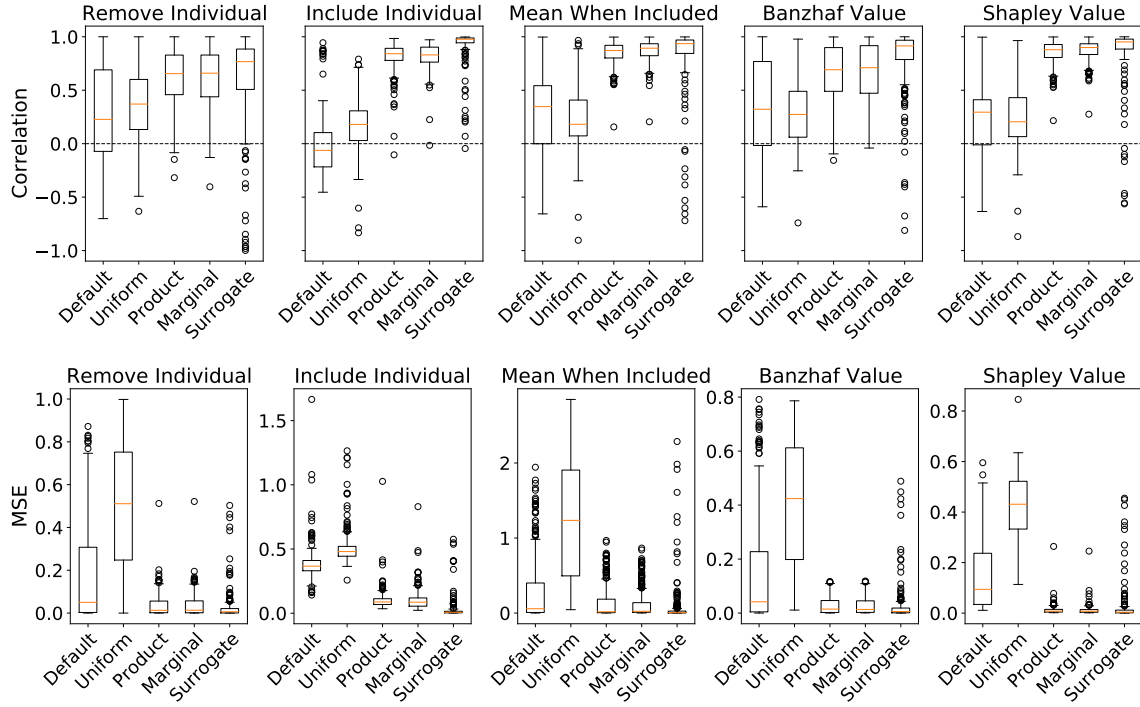 Remove Individual
Include Individual
Mean When Included
Banzhaf Value
Shapley Value
Correlation
1.0
0.5
0.0
−0.5
−1.0
Default
Uniform
Product
Marginal
Surrogate
Default
Uniform
Product
Marginal
Surrogate
Default
Uniform
Product
Marginal
Surrogate
Default
Uniform
Product
Marginal
Surrogate
Default
Uniform
Product
Marginal
Surrogate
Remove Individual
Include Individual
Mean When Included
Banzhaf Value
Shapley Value
MSE
1.0
0.8
0.6
0.4
0.2
0.0
1.5
1.0
0.5
0.0
2
1
0
0.8
0.6
0.4
0.2
0.0
0.8
0.6
0.4
0.2
0.0
Default
Uniform
Product
Marginal
Surrogate
Default
Uniform
Product
Marginal
Surrogate
Default
Uniform
Product
Marginal
Surrogate
Default
Uniform
Product
Marginal
Surrogate
Default
Uniform
Product
Marginal
Surrogate